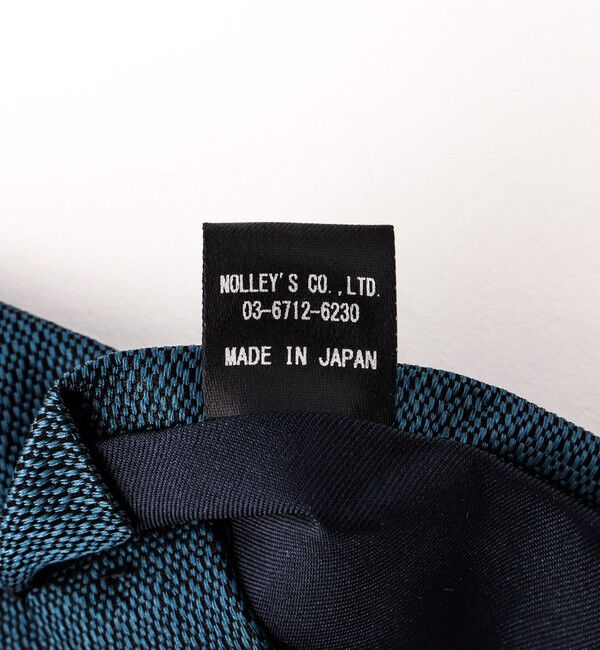 NOLLEY'S CO.,LTD.
03-6712-6230
MADE IN JAPAN